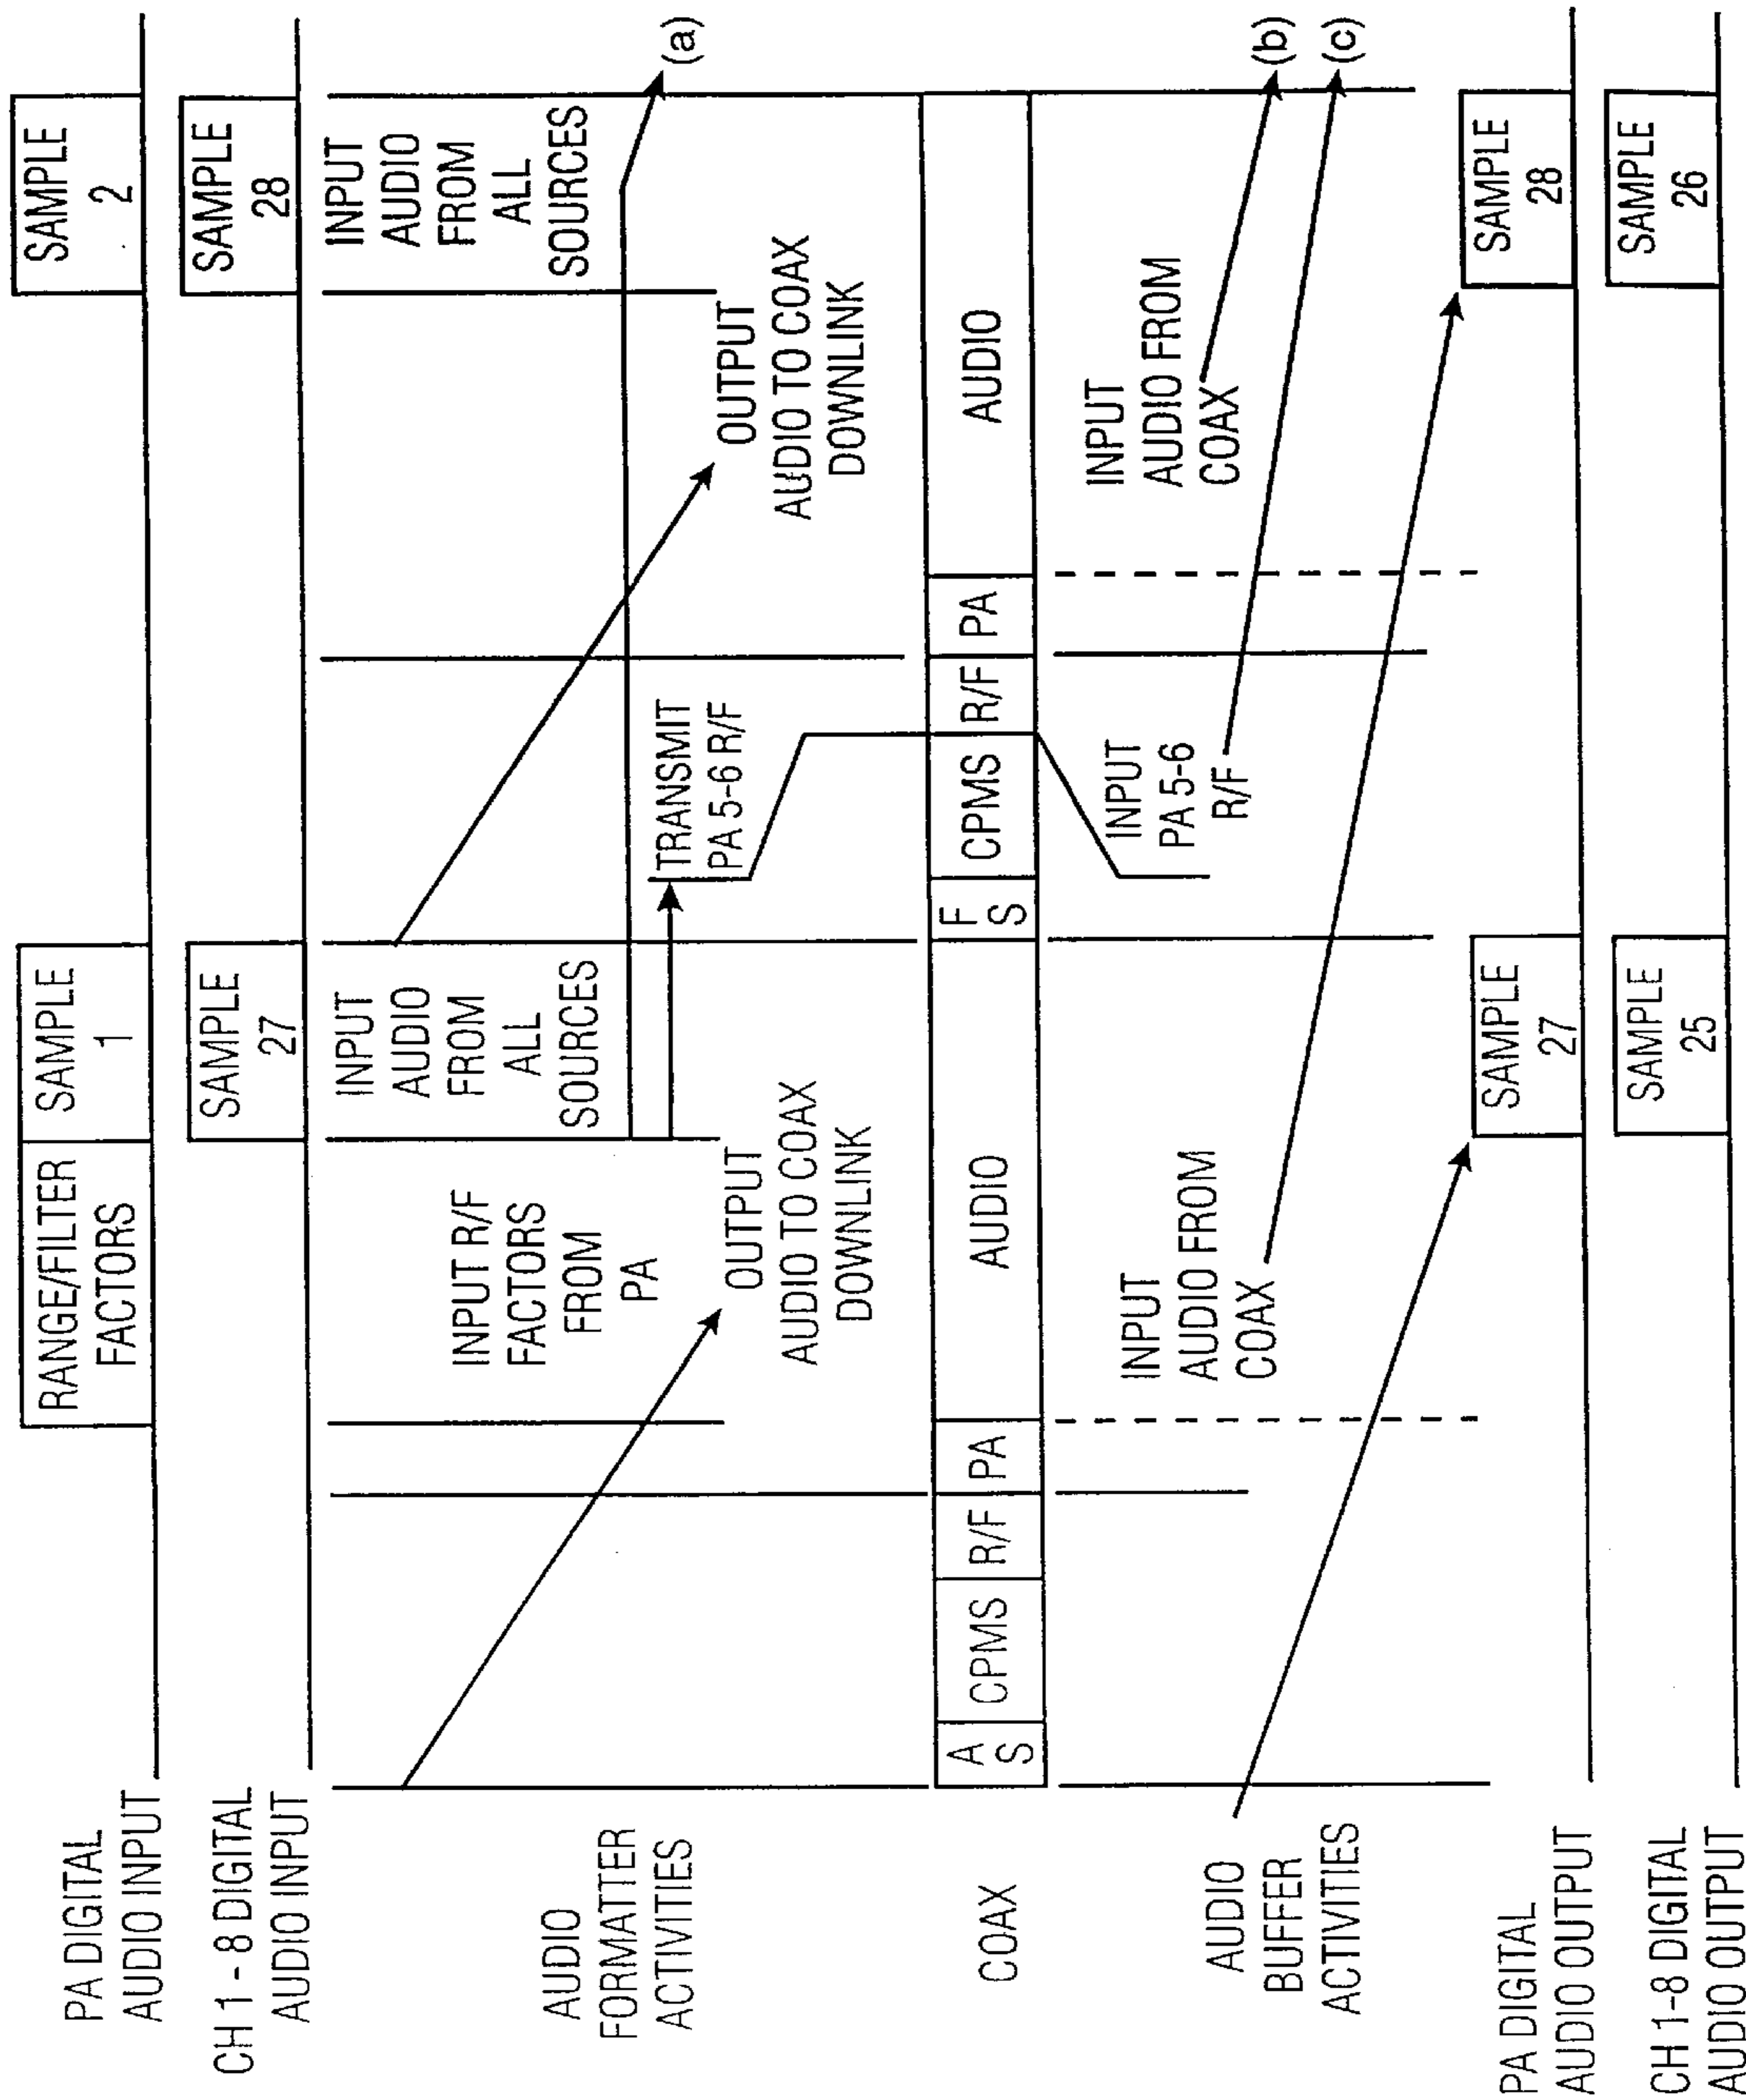 PA DIGITAL
AUDIO INPUT
RANGE/FILTER
FACTORS
SAMPLE
1
SAMPLE
2
CH 1 - 8 DIGITAL
AUDIO INPUT
SAMPLE
27
SAMPLE
28
AUDIO
FORMATTER
ACTIVITIES
INPUT R/F
FACTORS
FROM
PA
INPUT
AUDIO
FROM
ALL
SOURCES
INPUT
AUDIO
FROM
ALL
SOURCES
(a)
OUTPUT
AUDIO TO COAX
DOWNLINK
TRANSMIT
PA 5-6 R/F
OUTPUT
AUDIO TO COAX
DOWNLINK
COAX
A
S
CPMS
R/F
PA
AUDIO
F
S
CPMS
R/F
PA
AUDIO
AUDIO
BUFFER
ACTIVITIES
INPUT
AUDIO FROM
COAX
INPUT
PA 5-6
R/F
INPUT
AUDIO FROM
COAX
(b)
(c)
PA DIGITAL
AUDIO OUTPUT
SAMPLE
27
SAMPLE
28
CH 1-8 DIGITAL
AUDIO OUTPUT
SAMPLE
25
SAMPLE
26